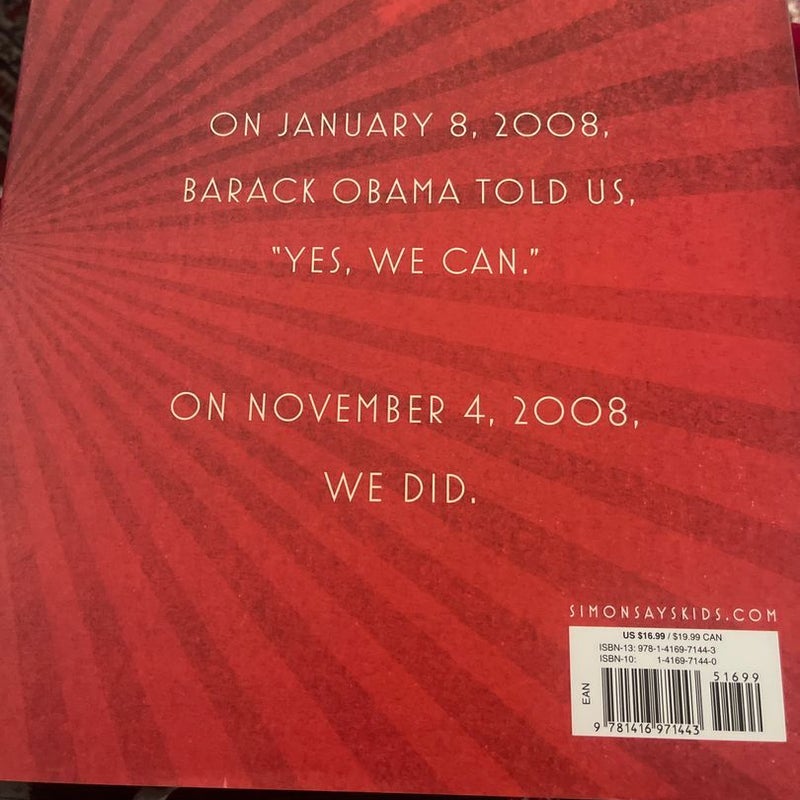 ON JANUARY 8, 2008,
BARACK OBAMA TOLD US,
"YES, WE CAN."
ON NOVEMBER 4, 2008,
WE DID.
SIMONSAYSKIDS.COM
US $16.99 / $19.99 CAN
ISBN-13: 978-1-4169-7144-3
ISBN-10: 1-4169-7144-0
51699
EAN
9 781416 971443